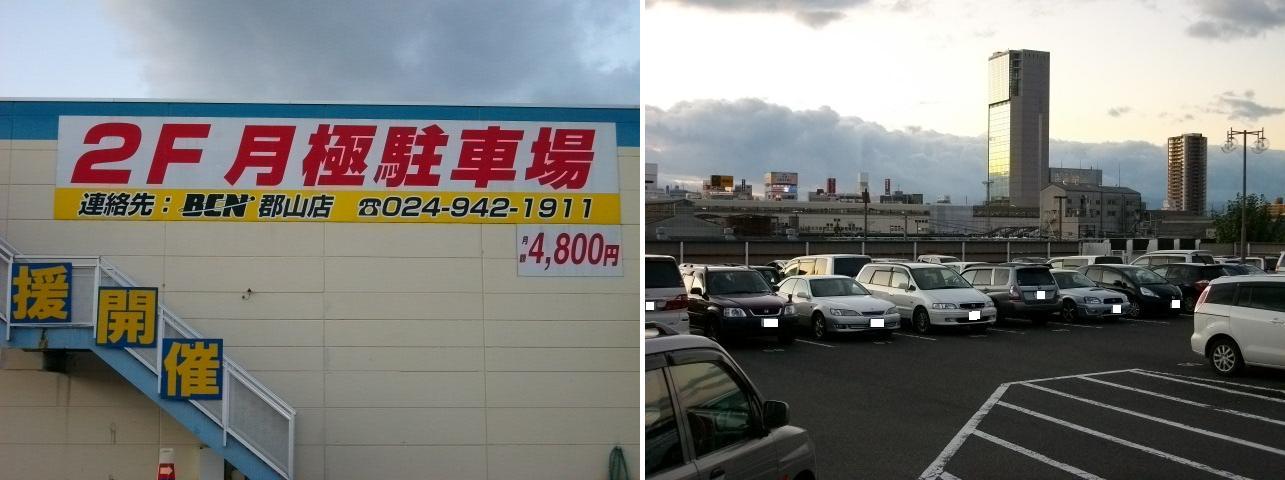 2F 月極駐車場
連絡先：BEN 郡山店 ☎024-942-1911
月額4,800円
援
開
催